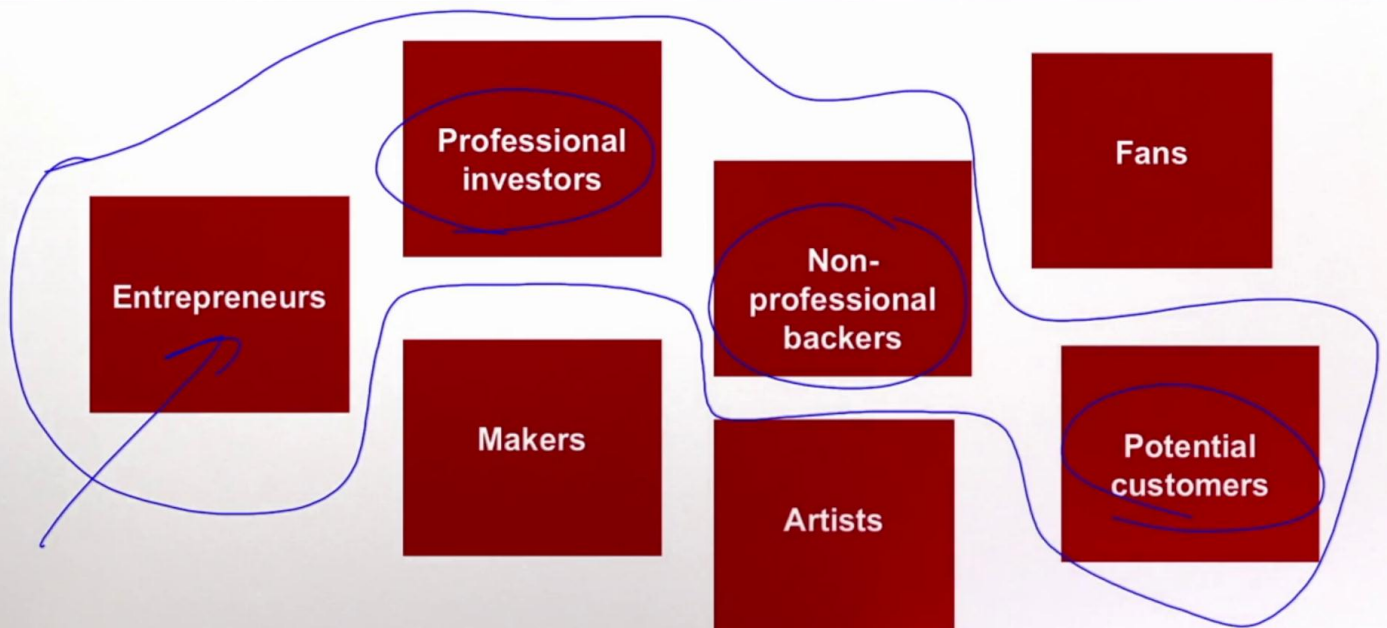 Entrepreneurs
Professional
investors
Makers
Non-
professional
backers
Artists
Fans
Potential
customers